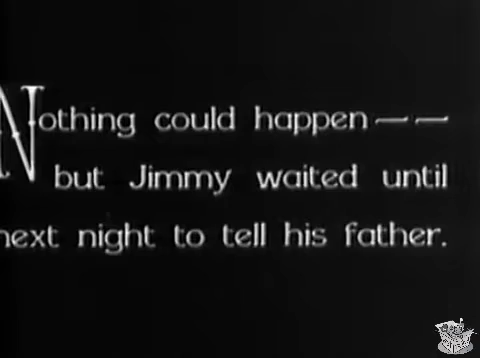 Nothing could happen — —
but Jimmy waited until
next night to tell his father.